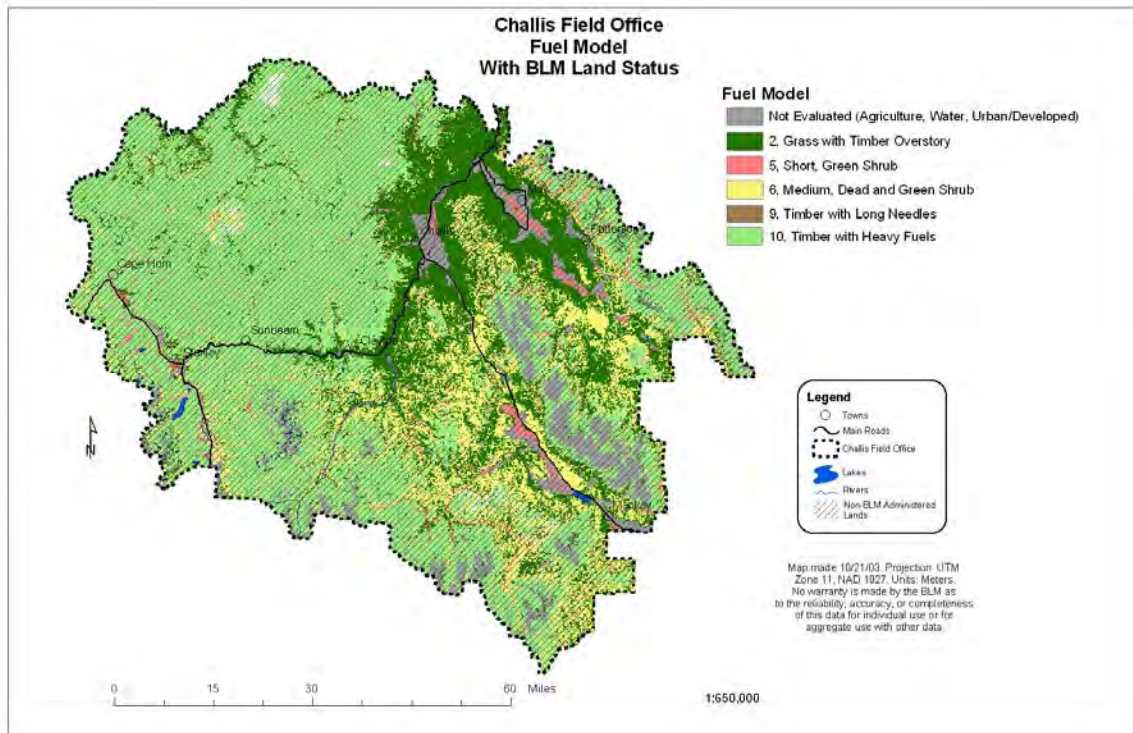 Challis Field Office
Fuel Model
With BLM Land Status
Fuel Model
Not Evaluated (Agriculture, Water, Urban/Developed)
2, Grass with Timber Overstory
5, Short, Green Shrub
6, Medium, Dead and Green Shrub
9, Timber with Long Needles
10, Timber with Heavy Fuels
Cape Horn
Sunbeam
Stanley
Legend
Towns
Main Roads
Challis Field Office
Lakes
Rivers
Non-BLM Administered
Lands
N
Map made 10/21/03. Projection: UTM
Zone 11, NAD 1927, Units: Meters.
No warranty is made by the BLM as
to the reliability, accuracy, or completeness
of this data for individual use or for
aggregate use with other data.
0 15 30 60 Miles
1:650,000